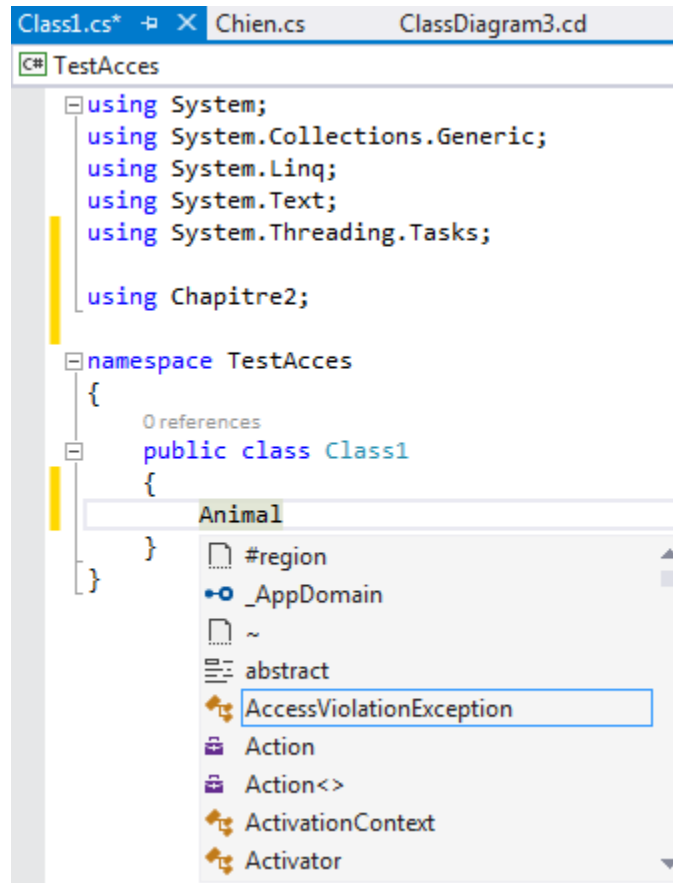 Class1.cs* Chien.cs ClassDiagram3.cd
C# TestAcces
using System;
using System.Collections.Generic;
using System.Linq;
using System.Text;
using System.Threading.Tasks;
using Chapitre2;
namespace TestAcces
{
0 references
public class Class1
{
Animal
}
}
#region
_AppDomain
~
abstract
AccessViolationException
Action
Action<>
ActivationContext
Activator